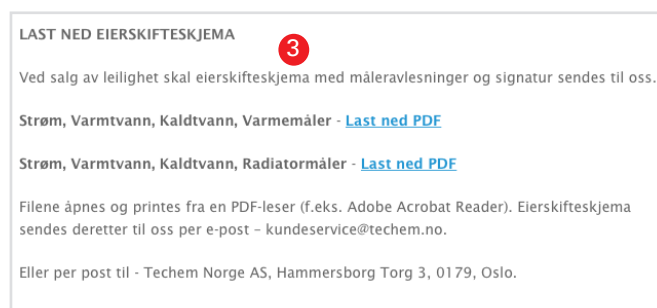 LAST NED EIERSKIFTESKJEMA
3
Ved salg av leilighet skal eierskifteskjema med måleravlesninger og signatur sendes til oss.
Strøm, Varmtvann, Kaldtvann, Varmemåler - Last ned PDF
Strøm, Varmtvann, Kaldtvann, Radiatormåler - Last ned PDF
Filene åpnes og printes fra en PDF-leser (f.eks. Adobe Acrobat Reader). Eierskifteskjema
sendes deretter til oss per e-post – kundeservice@techem.no.
Eller per post til - Techem Norge AS, Hammersborg Torg 3, 0179, Oslo.